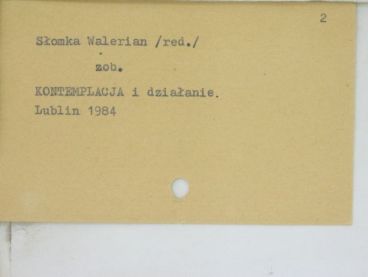 2
Słomka Walerian /red./
zob.
KONTEMPLACJA i działanie.
Lublin 1984